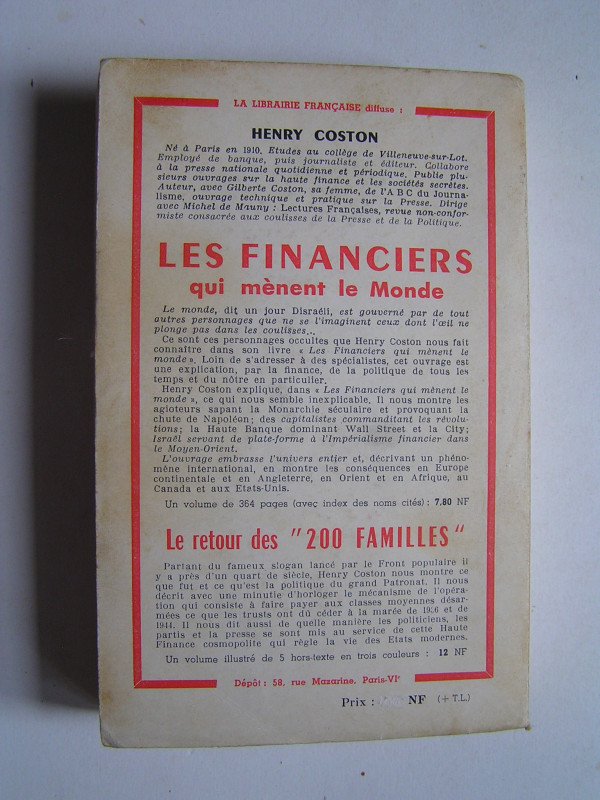 LA LIBRAIRIE FRANÇAISE diffuse :
HENRY COSTON
Né à Paris en 1910. Etudes au collège de Villeneuve-sur-Lot.
Employé de banque, puis journaliste et éditeur. Collabore
à la presse nationale quotidienne et périodique. Publie plu-
sieurs ouvrages sur la haute finance et les sociétés secrètes.
Auteur, avec Gilberte Coston, sa femme, de l'A B C du Journa-
lisme, ouvrage technique et pratique sur la Presse. Dirige
avec Michel de Mauny : Lectures Françaises, revue non-confor-
miste consacrée aux coulisses de la Presse et de la Politique.
LES FINANCIERS
qui mènent le Monde
Le monde, dit un jour Disraëli, est gouverné par de tout
autres personnages que ne se l'imaginent ceux dont l'œil ne
plonge pas dans les coulisses...
Ce sont ces personnages occultes que Henry Coston nous fait
connaître dans son livre « Les Financiers qui mènent le
monde ». Loin de s'adresser à des spécialistes, cet ouvrage est
une explication, par la finance, de la politique de tous les
temps et du nôtre en particulier.
Henry Coston explique, dans « Les Financiers qui mènent le
monde », ce qui nous semble inexplicable. Il nous montre les
agioteurs sapant la Monarchie séculaire et provoquant la
chute de Napoléon; des capitalistes commanditant les révolu-
tions; la Haute Banque dominant Wall Street et la City;
Israël servant de plate-forme à l'Impérialisme financier dans
le Moyen-Orient.
L'ouvrage embrasse l'univers entier et, décrivant un phéno-
mène international, en montre les conséquences en Europe
continentale et en Angleterre, en Orient et en Afrique, au
Canada et aux Etats-Unis.
Un volume de 364 pages (avec index des noms cités) : 7.80 NF
Le retour des "200 FAMILLES"
Partant du fameux slogan lancé par le Front populaire il
y a près d'un quart de siècle, Henry Coston nous montre ce
que fut et ce qu'est la politique du grand Patronat. Il nous
décrit avec une minutie d'horloger le mécanisme de l'opéra-
tion qui consiste à faire payer aux classes moyennes désar-
mées ce que les trusts ont dû céder à la marée de 1936 et de
1944. Il nous dit aussi de quelle manière les politiciens, les
partis et la presse se sont mis au service de cette Haute
Finance cosmopolite qui règle la vie des Etats modernes.
Un volume illustré de 5 hors-texte en trois couleurs : 12 NF
Dépôt : 58, rue Mazarine, Paris-VIᵉ
Prix : NF (+ T.L.)